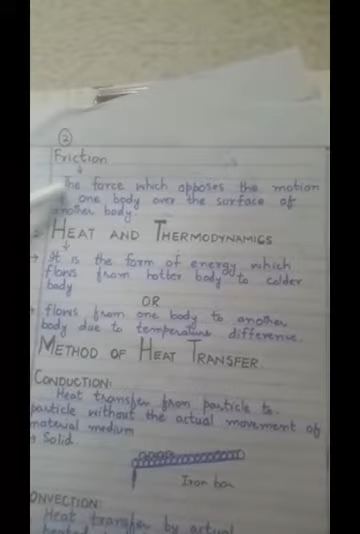 2
Friction
The force which opposes the motion
one body over the surface of
another body.
HEAT AND THERMODYNAMICS
→ It is the form of energy which
flows from hotter body to colder
body
OR
flows from one body to another
body due to temperature difference.
METHOD OF HEAT TRANSFER
CONDUCTION:
Heat transfer from particle to
particle without the actual movement of
material medium
→ Solid.
Iron bar
ONVECTION:
Heat transfer by actual
heated